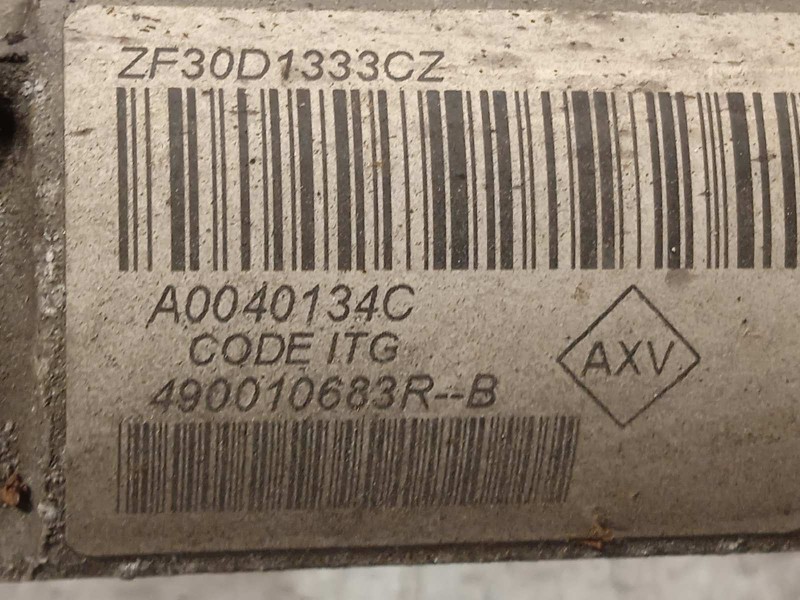 ZF30D1333CZ
A0040134C
CODE ITG
490010683R--B
AXV